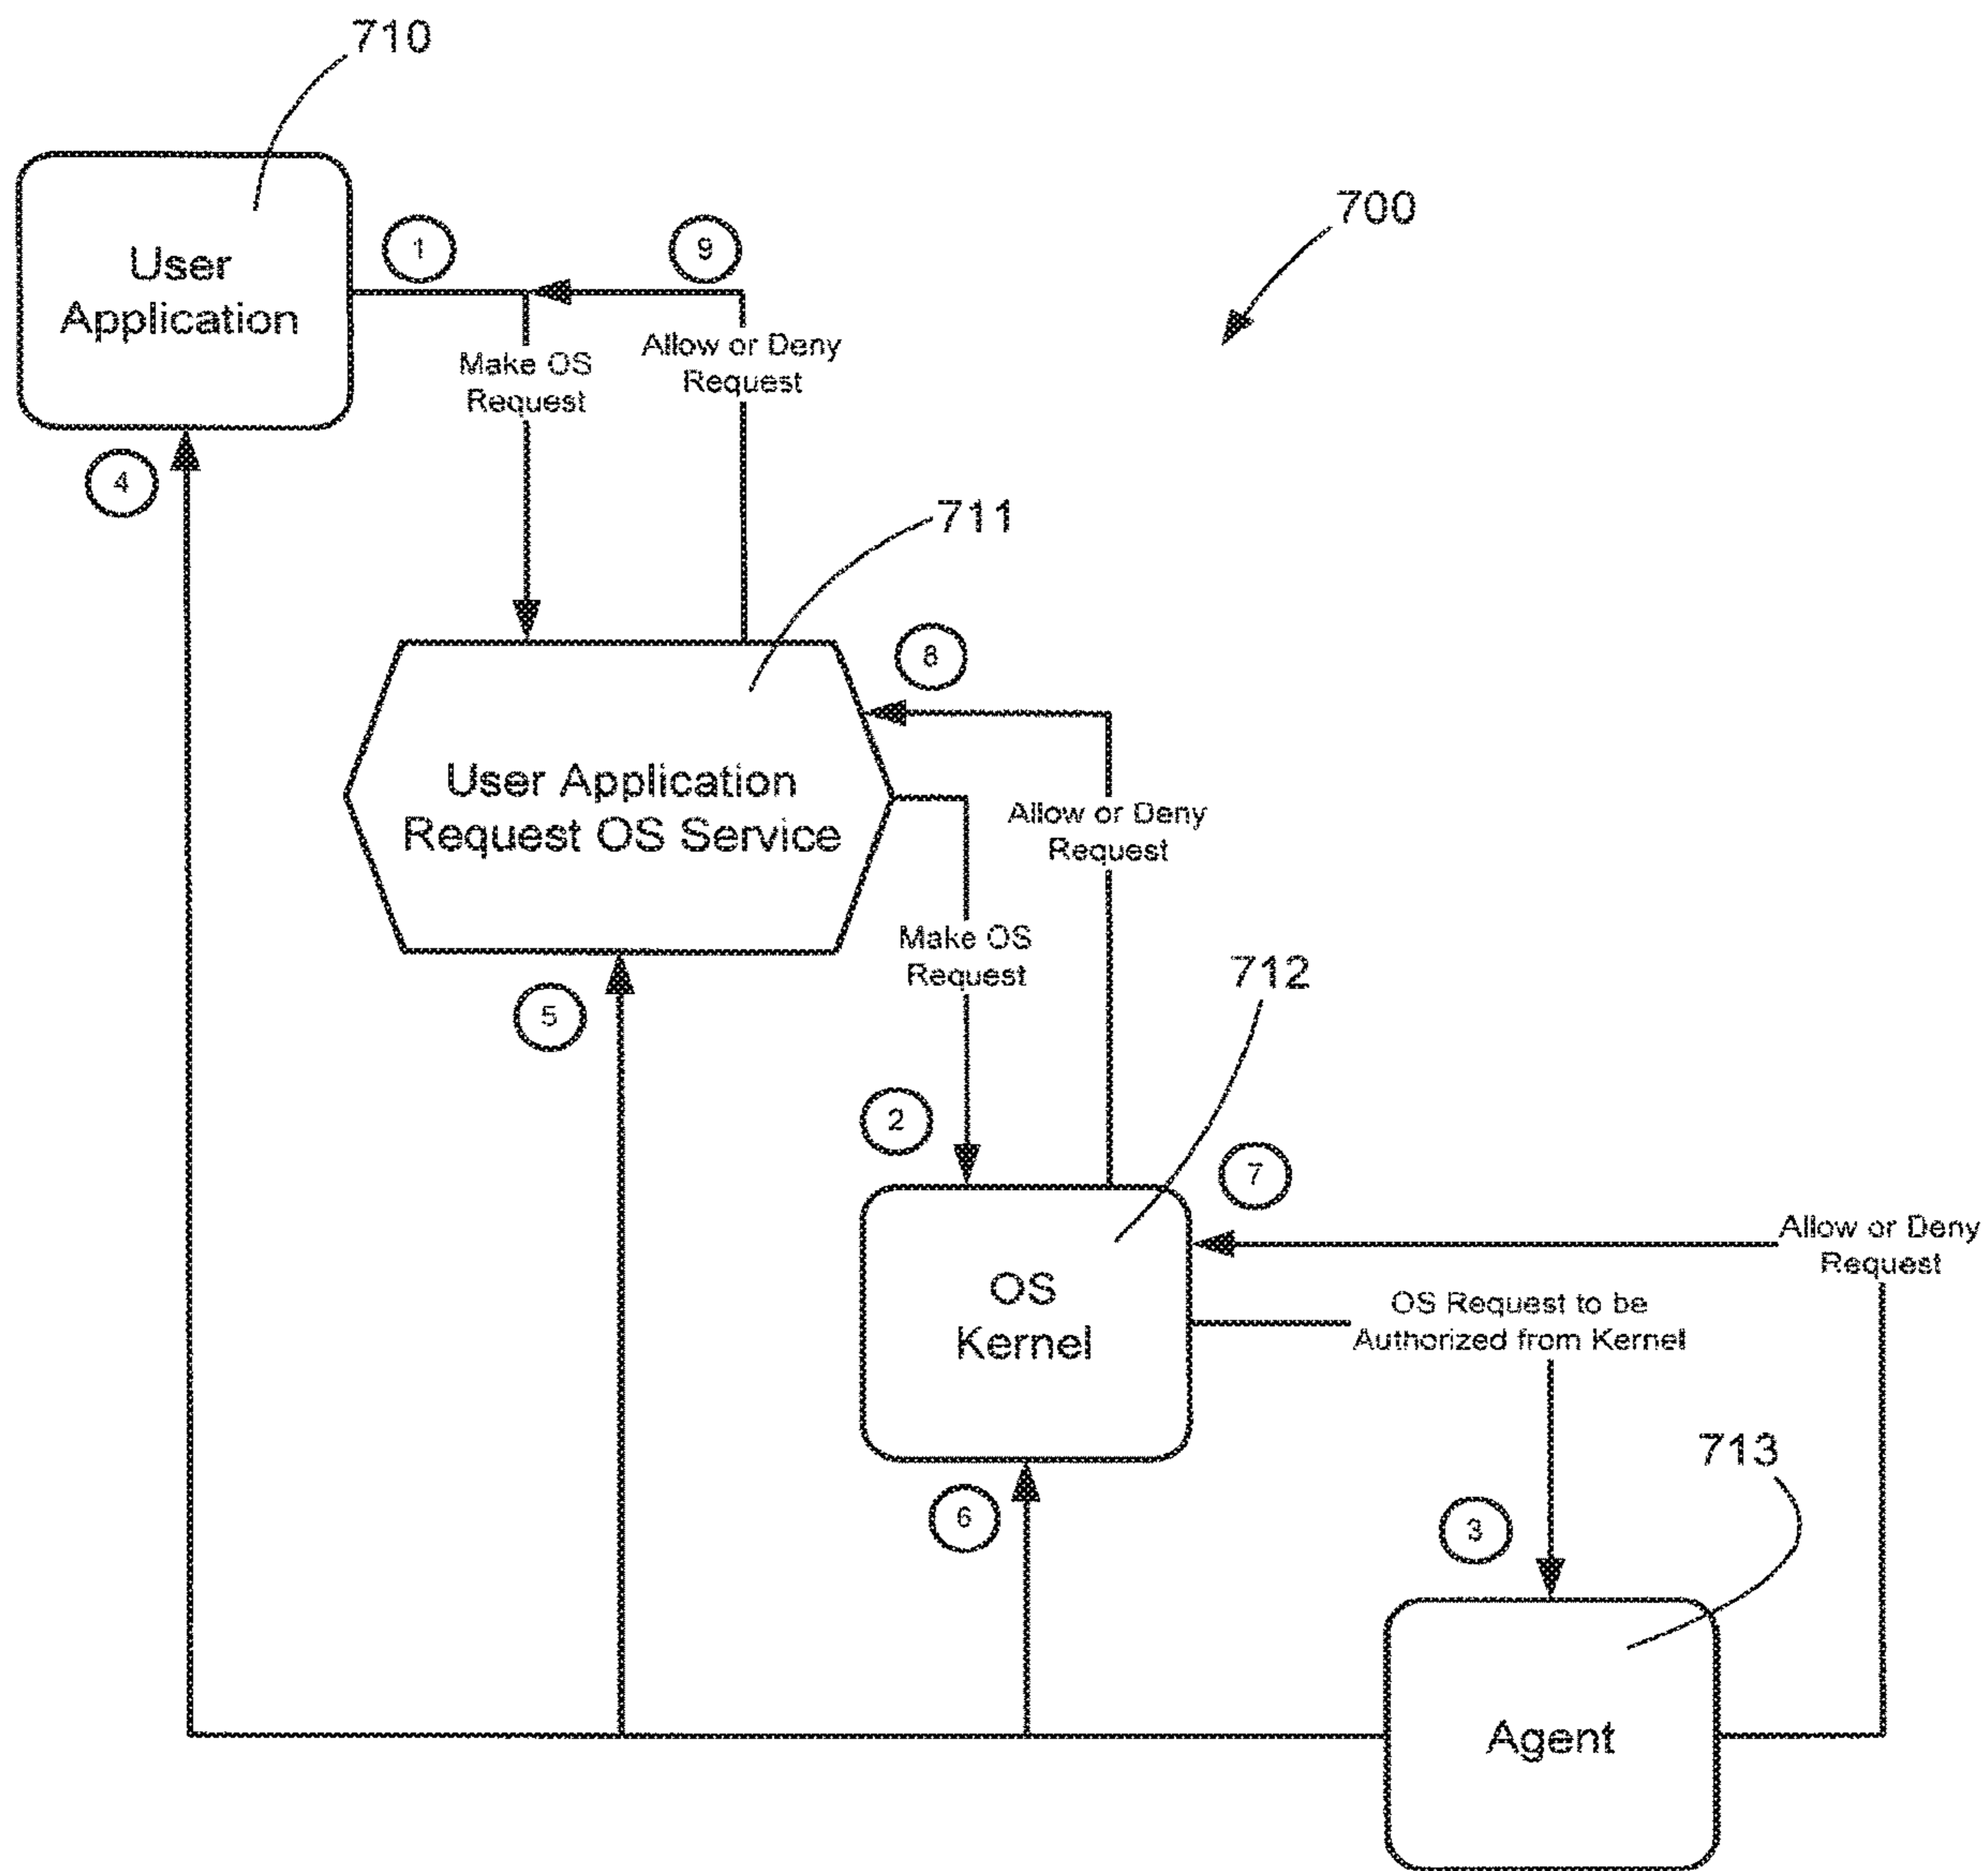 710
700
1
9
User
Application
Make OS
Request
Allow or Deny
Request
4
711
8
User Application
Request OS Service
Allow or Deny
Request
Make OS
Request
5
712
2
7
Allow or Deny
Request
OS
Kernel
OS Request to be
Authorized from Kernel
713
6
3
Agent